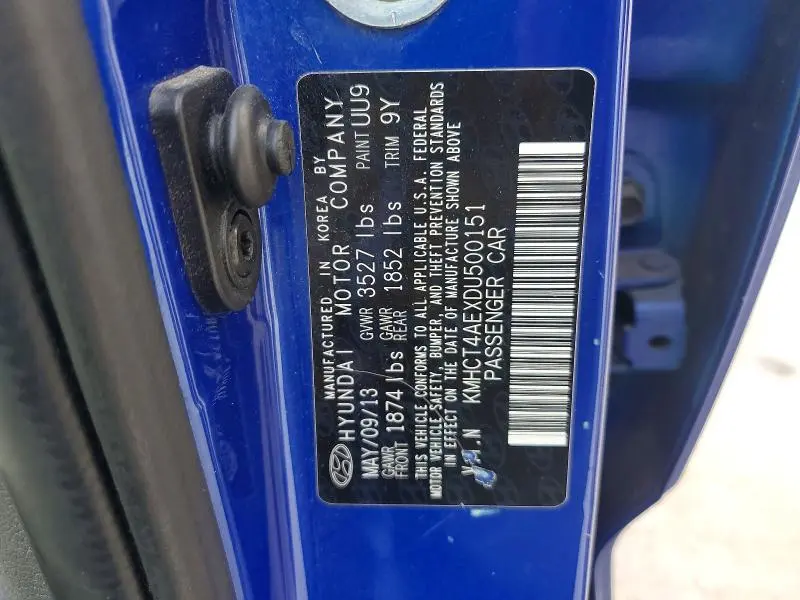 MANUFACTURED IN KOREA BY
HYUNDAI MOTOR COMPANY
MAY/09/13 GVWR 3527 lbs PAINT UU9
GAWR FRONT 1874 lbs GAWR REAR 1852 lbs TRIM 9Y
THIS VEHICLE CONFORMS TO ALL APPLICABLE U.S.A. FEDERAL
MOTOR VEHICLE SAFETY, BUMPER, AND THEFT PREVENTION STANDARDS
IN EFFECT ON THE DATE OF MANUFACTURE SHOWN ABOVE
V.I.N KMHCT4AEXDU500151
PASSENGER CAR